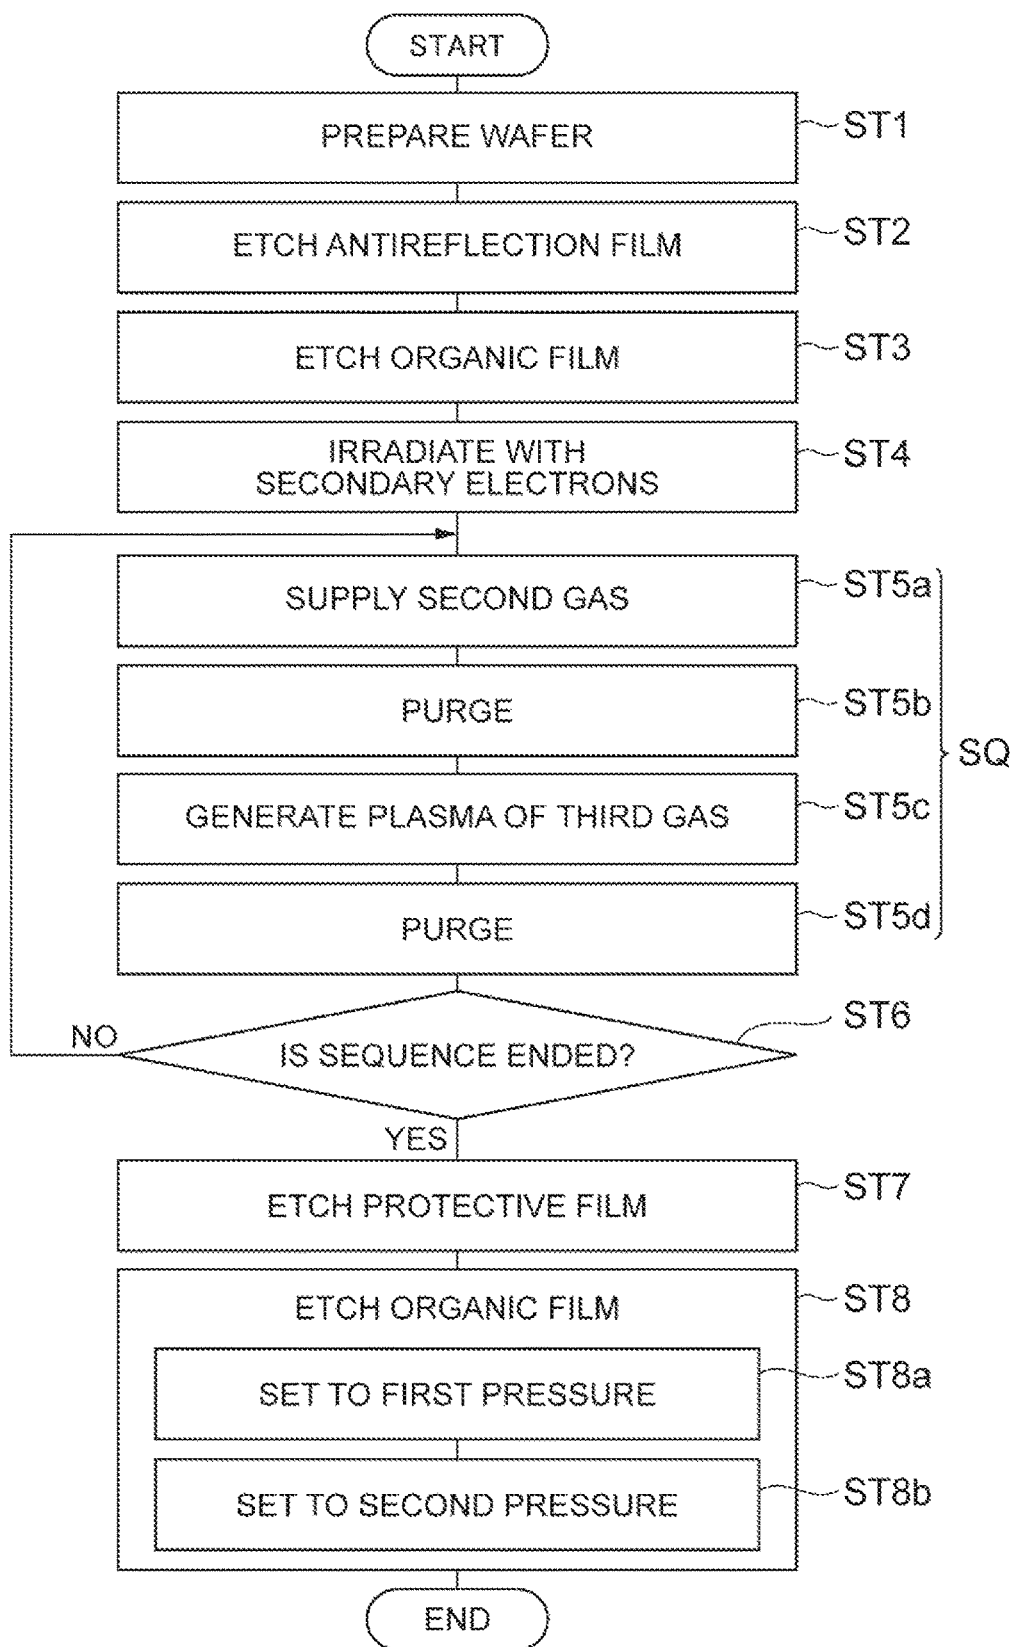 START
PREPARE WAFER
ST1
ETCH ANTIREFLECTION FILM
ST2
ETCH ORGANIC FILM
ST3
IRRADIATE WITH
SECONDARY ELECTRONS
ST4
SUPPLY SECOND GAS
ST5a
PURGE
ST5b
SQ
GENERATE PLASMA OF THIRD GAS
ST5c
PURGE
ST5d
IS SEQUENCE ENDED?
ST6
NO
YES
ETCH PROTECTIVE FILM
ST7
ETCH ORGANIC FILM
ST8
SET TO FIRST PRESSURE
ST8a
SET TO SECOND PRESSURE
ST8b
END